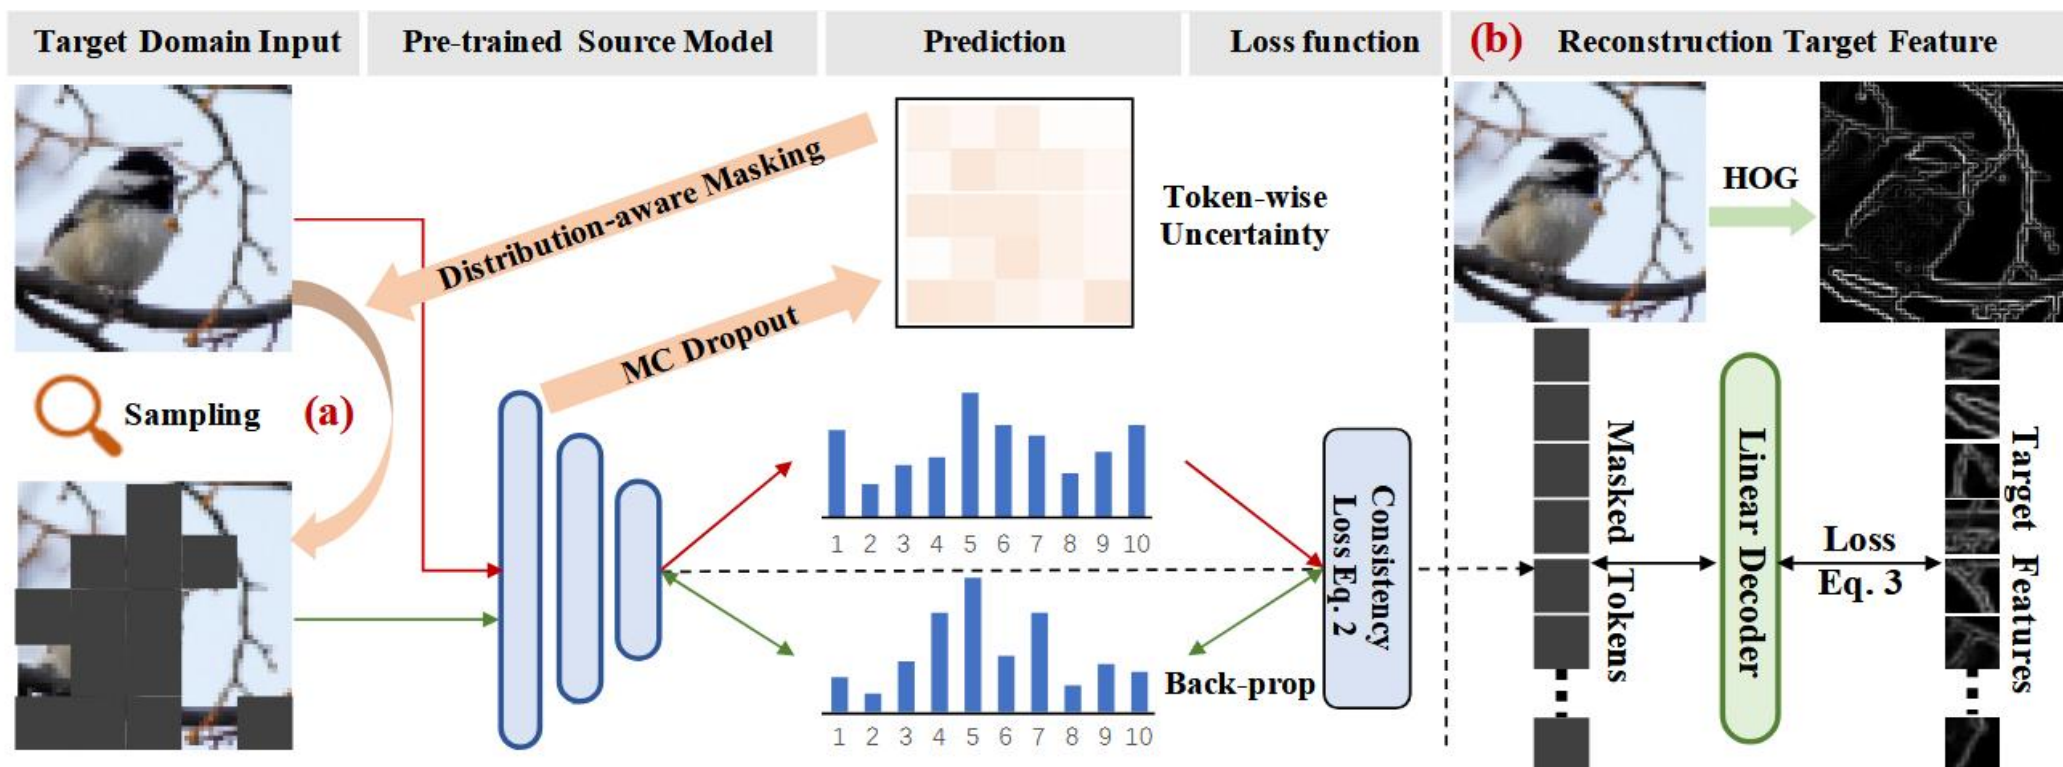 Target Domain Input
Pre-trained Source Model
Prediction
Loss function
(b) Reconstruction Target Feature
Distribution-aware Masking
Token-wise
Uncertainty
MC Dropout
Sampling (a)
1 2 3 4 5 6 7 8 9 10
1 2 3 4 5 6 7 8 9 10
Back-prop
Consistency
Loss Eq. 2
HOG
Masked Tokens
Linear Decoder
Loss
Eq. 3
Target Features